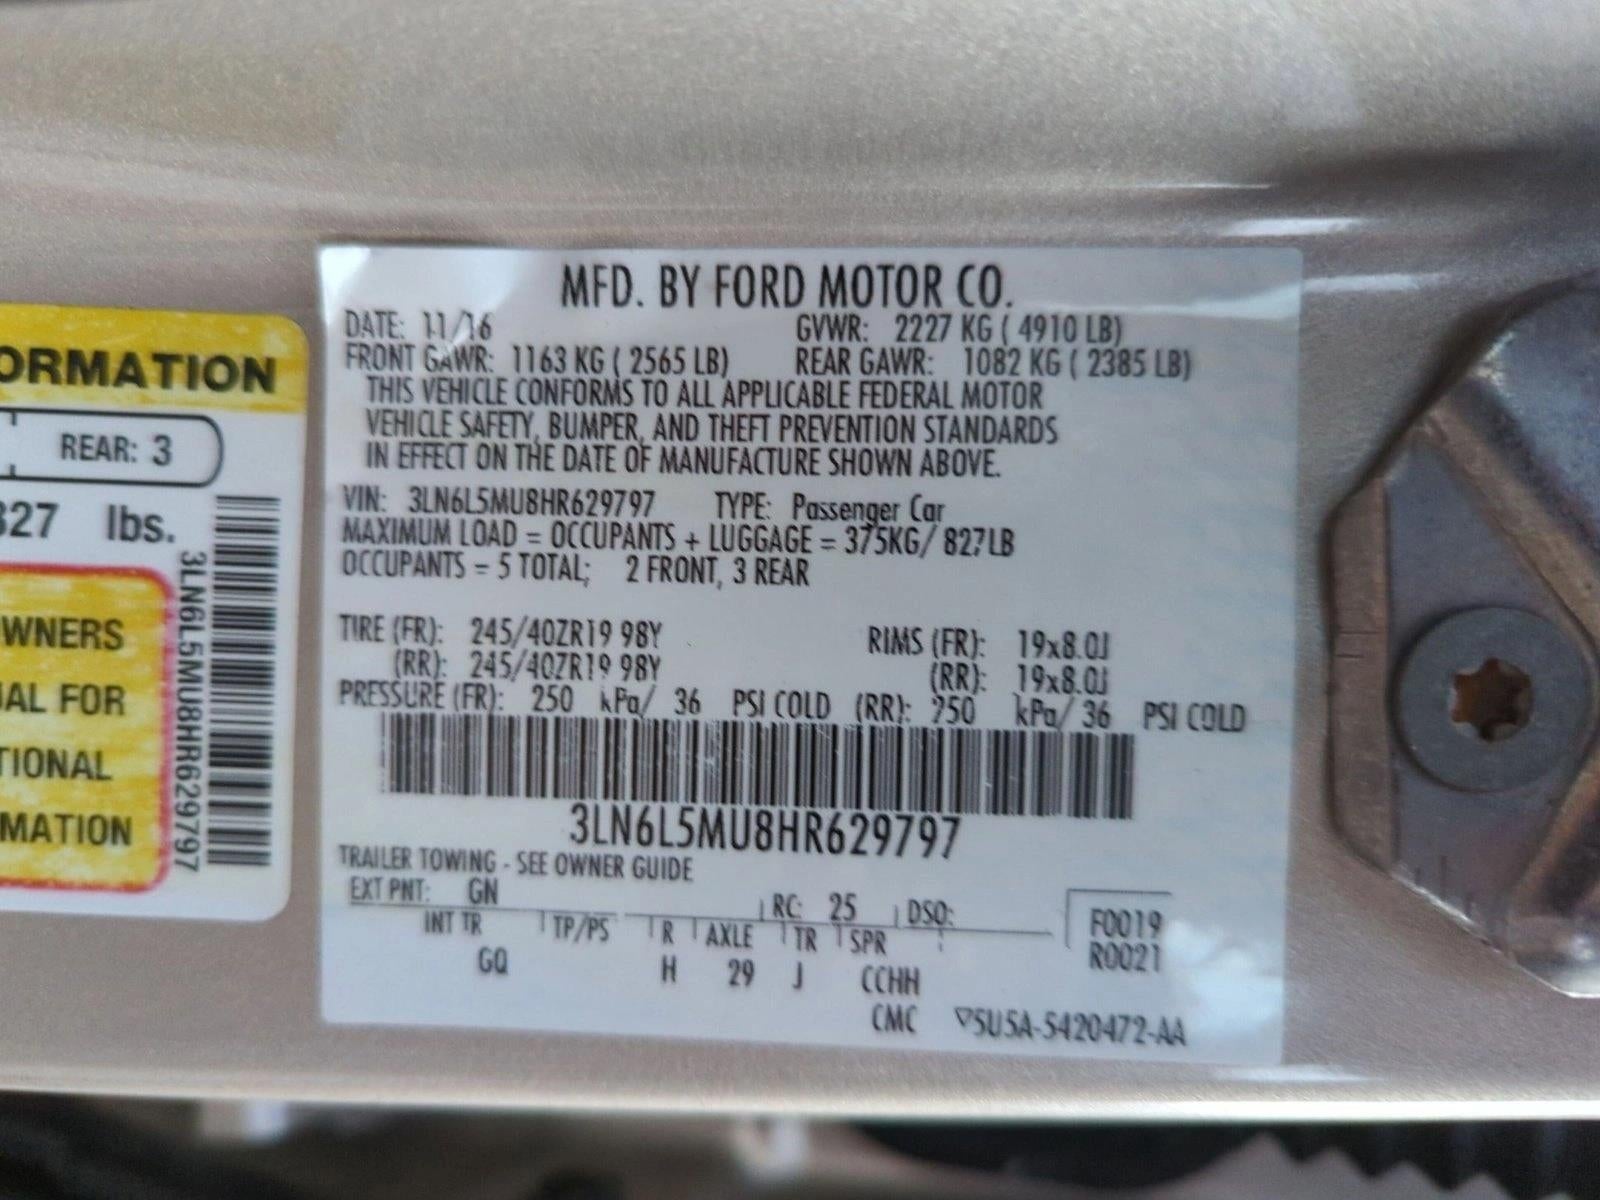 ORMATION
REAR: 3
827 lbs.
WNERS
UAL FOR
TIONAL
MATION
3LN6L5MU8HR629797
MFD. BY FORD MOTOR CO.
DATE: 11/16 GVWR: 2227 KG ( 4910 LB)
FRONT GAWR: 1163 KG ( 2565 LB) REAR GAWR: 1082 KG ( 2385 LB)
THIS VEHICLE CONFORMS TO ALL APPLICABLE FEDERAL MOTOR
VEHICLE SAFETY, BUMPER, AND THEFT PREVENTION STANDARDS
IN EFFECT ON THE DATE OF MANUFACTURE SHOWN ABOVE.
VIN: 3LN6L5MU8HR629797 TYPE: Passenger Car
MAXIMUM LOAD = OCCUPANTS + LUGGAGE = 375KG/ 827LB
OCCUPANTS = 5 TOTAL; 2 FRONT, 3 REAR
TIRE (FR): 245/40ZR19 98Y RIMS (FR): 19x8.0J
(RR): 245/40ZR19 98Y (RR): 19x8.0J
PRESSURE (FR): 250 kPa/ 36 PSI COLD (RR): 250 kPa/ 36 PSI COLD
3LN6L5MU8HR629797
TRAILER TOWING - SEE OWNER GUIDE
EXT PNT: GN RC: 25 DSO: F0019
INT TR TP/PS R AXLE TR SPR R0021
GQ H 29 J CCHH
CMC ▽5U5A-5420472-AA